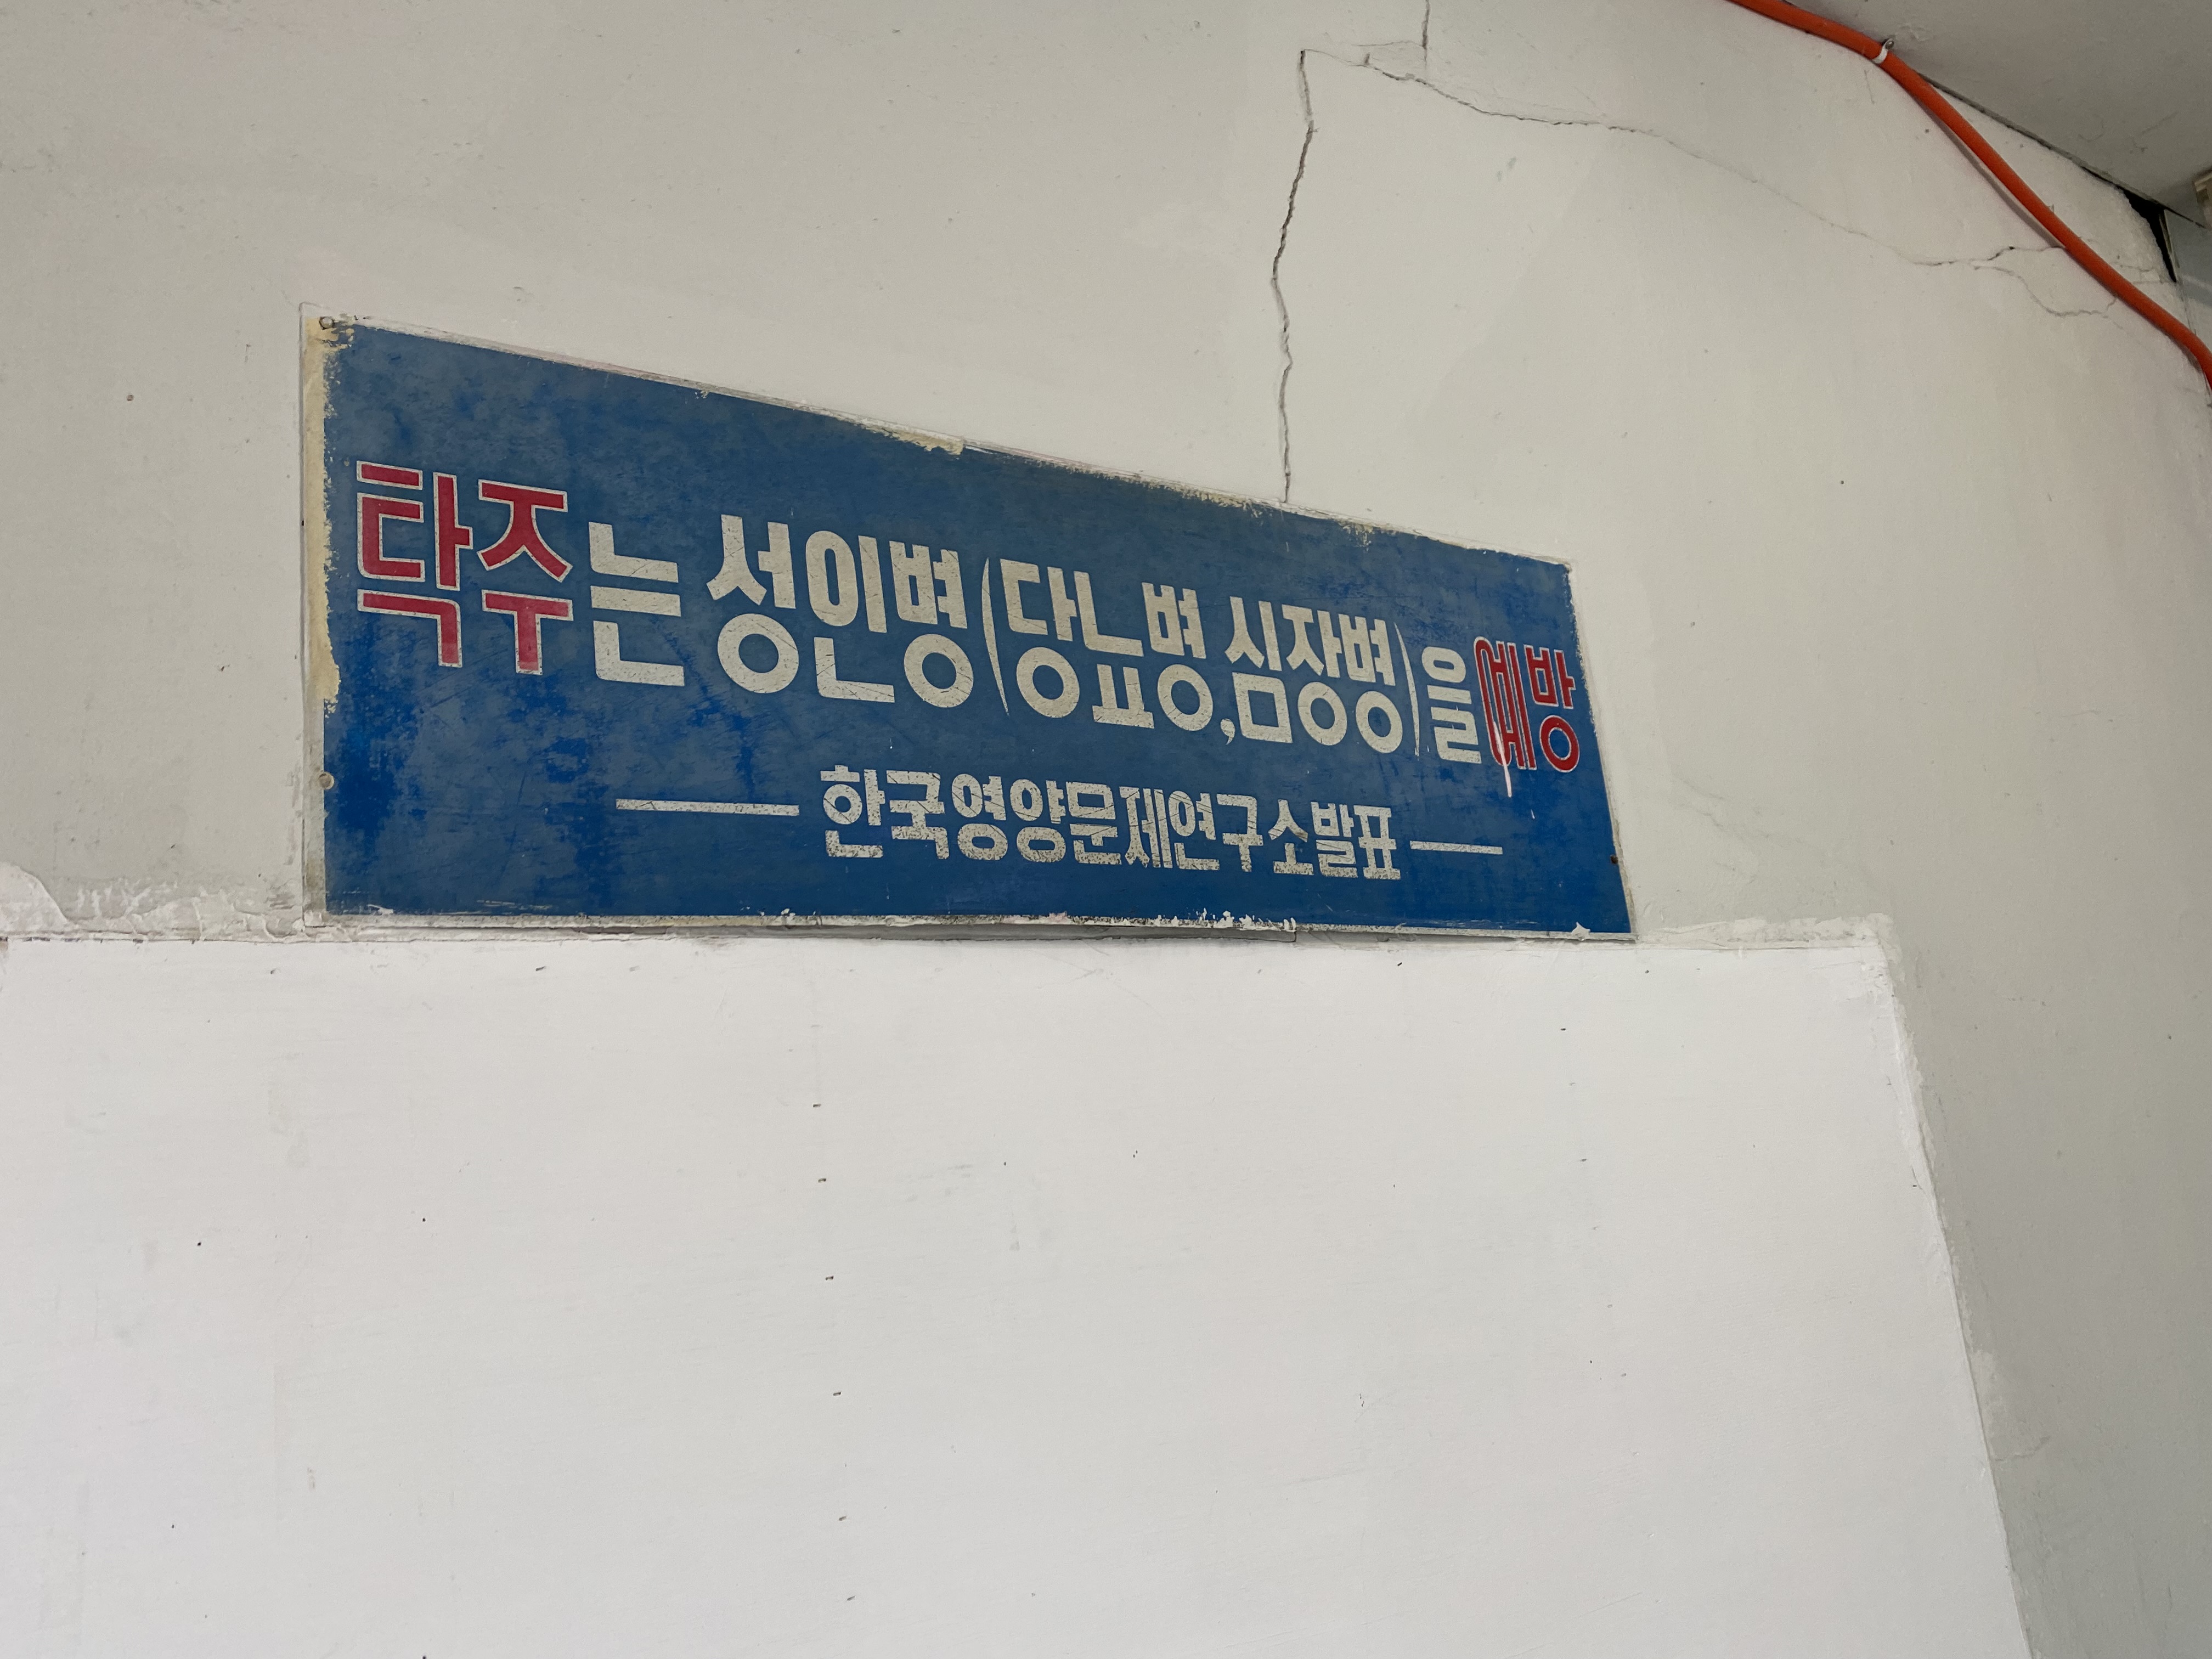 탁주는 성인병(당뇨병,심장병)을 예방
한국영양문제연구소발표